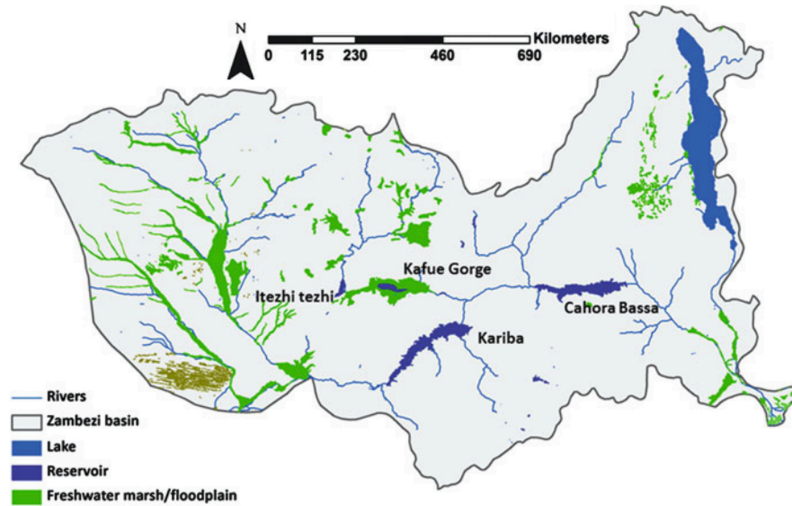 N
Kilometers
0 115 230 460 690
Kafue Gorge
Itezhi tezhi
Cahora Bassa
Kariba
Rivers
Zambezi basin
Lake
Reservoir
Freshwater marsh/floodplain